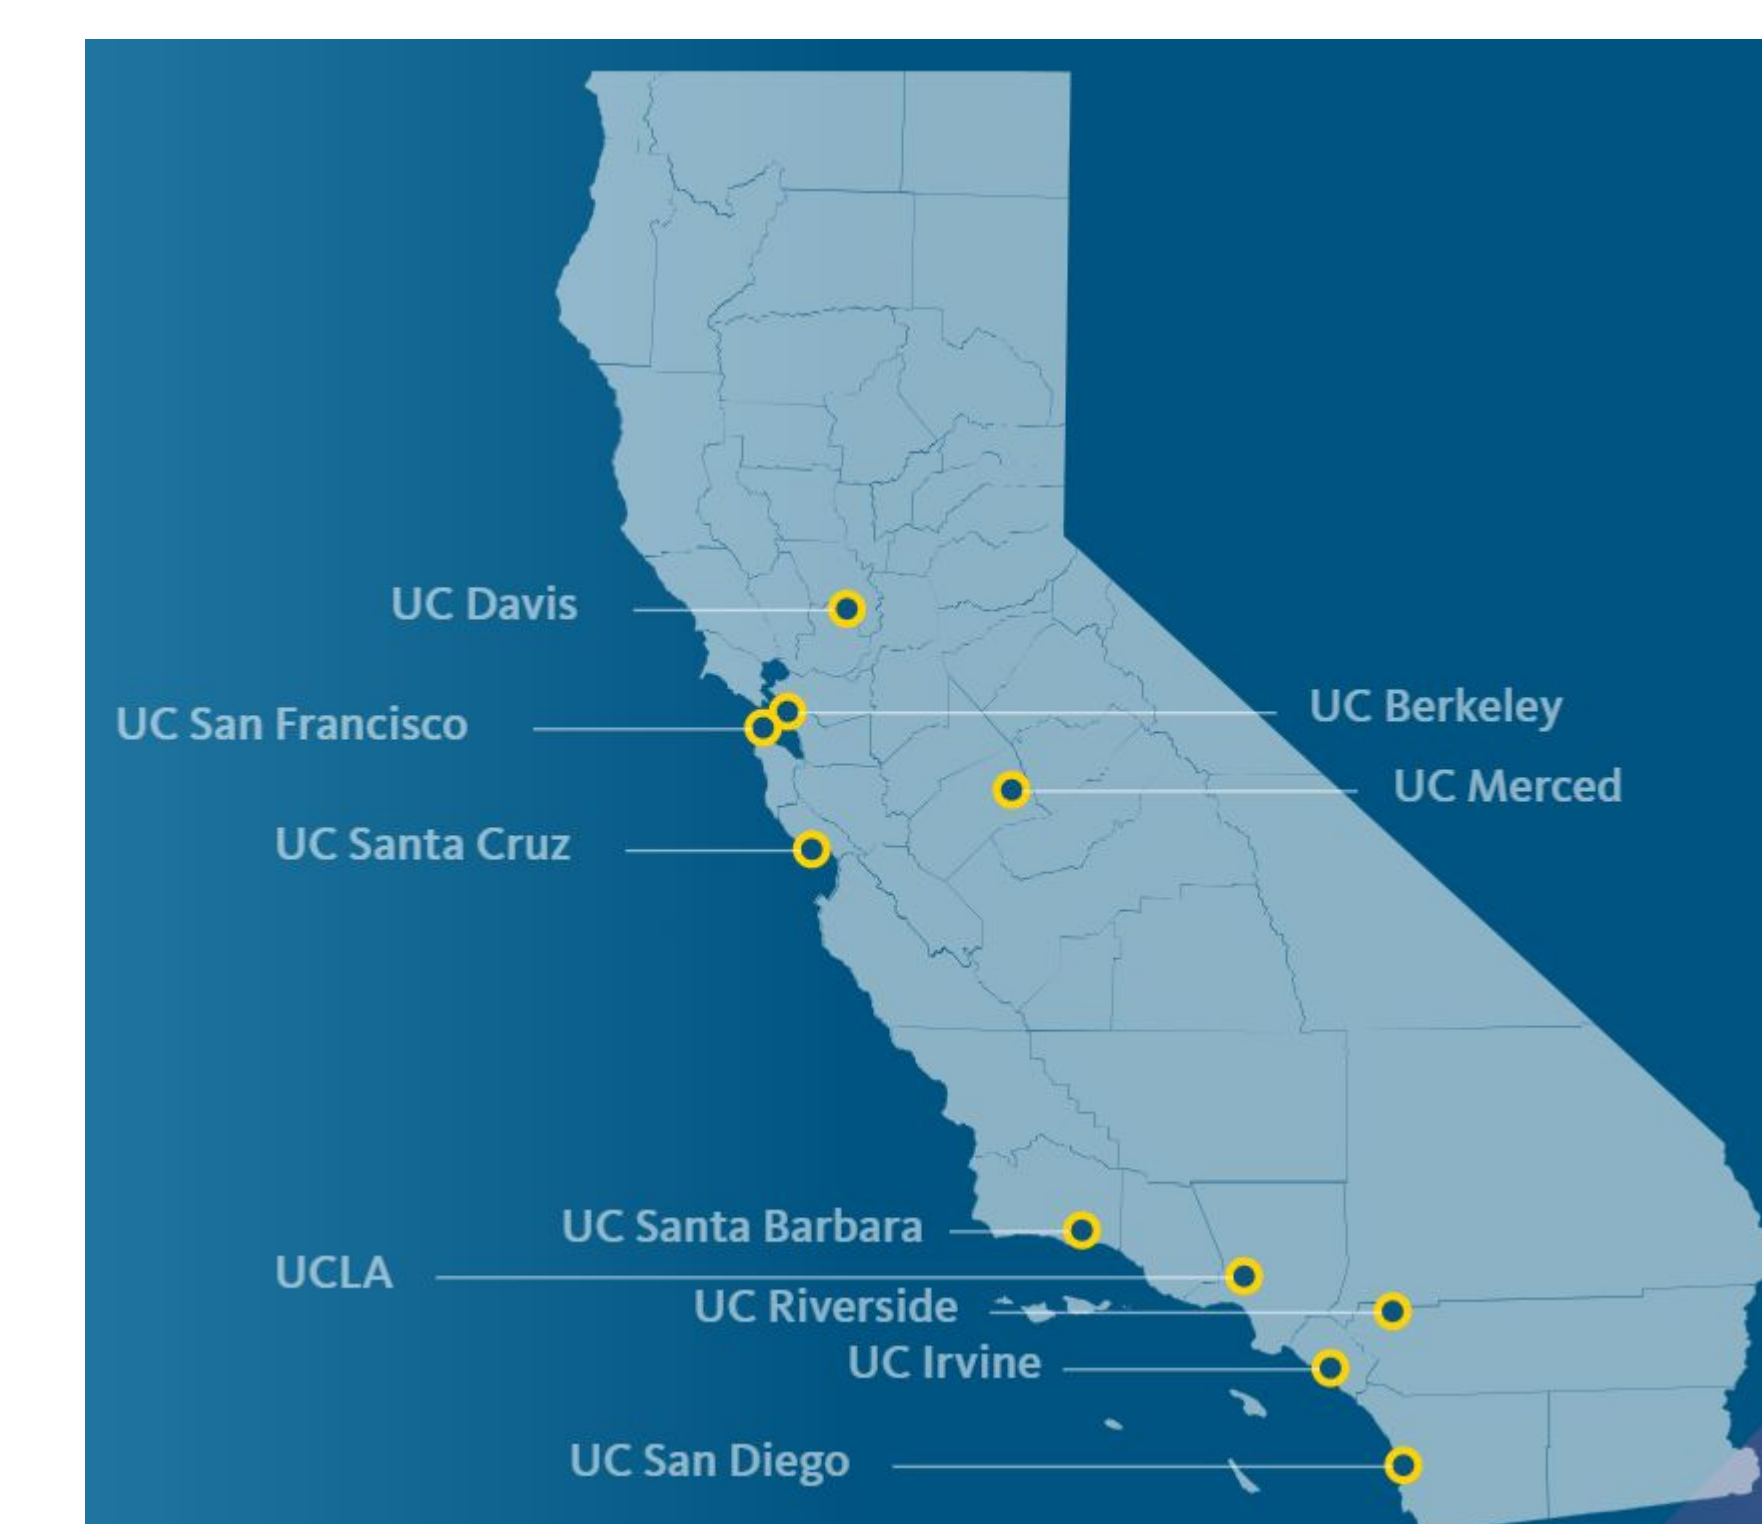 UC Davis
UC Berkeley
UC San Francisco
UC Merced
UC Santa Cruz
UC Santa Barbara
UCLA
UC Riverside
UC Irvine
UC San Diego